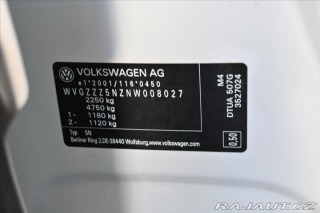 VOLKSWAGEN AG
e1*2001/116*0450
WVGZZZ5NZNW008027
2250 kg
4750 kg
1 - 1180 kg
2 - 1120 kg
Typ 5N
Berliner Ring 2,DE-38440 Wolfsburg www.volkswagen.com
M4
DTUA 507G
3527024
0,50
RAJAUT.CZ